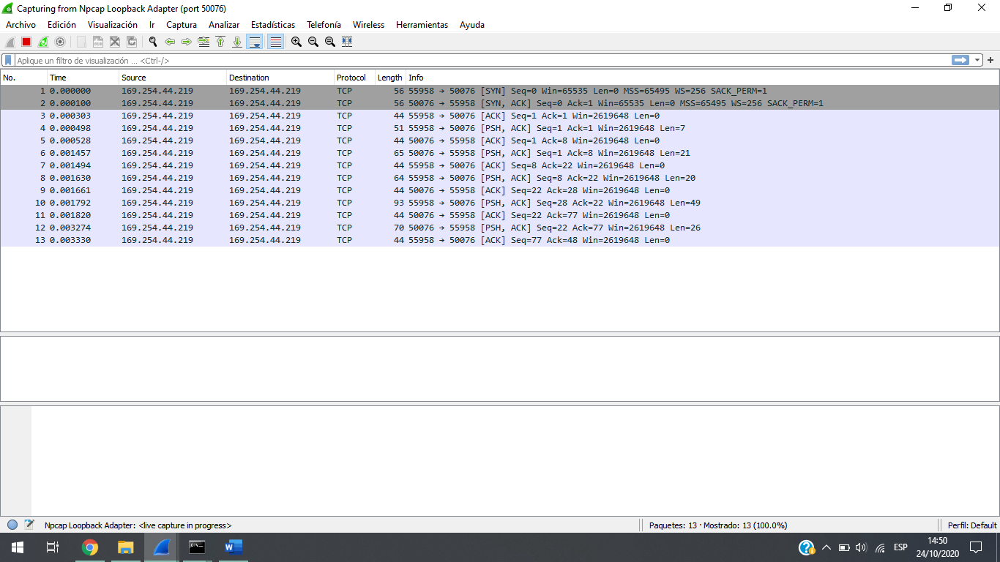 Capturing from Npcap Loopback Adapter (port 50076)
Archivo Edición Visualización Ir Captura Analizar Estadísticas Telefonía Wireless Herramientas Ayuda
Aplique un filtro de visualización ... <Ctrl-/>
No. Time Source Destination Protocol Length Info
1 0.000000 169.254.44.219 169.254.44.219 TCP 56 55958 → 50076 [SYN] Seq=0 Win=65535 Len=0 MSS=65495 WS=256 SACK_PERM=1
2 0.000100 169.254.44.219 169.254.44.219 TCP 56 50076 → 55958 [SYN, ACK] Seq=0 Ack=1 Win=65535 Len=0 MSS=65495 WS=256 SACK_PERM=1
3 0.000303 169.254.44.219 169.254.44.219 TCP 44 55958 → 50076 [ACK] Seq=1 Ack=1 Win=2619648 Len=0
4 0.000498 169.254.44.219 169.254.44.219 TCP 51 55958 → 50076 [PSH, ACK] Seq=1 Ack=1 Win=2619648 Len=7
5 0.000528 169.254.44.219 169.254.44.219 TCP 44 50076 → 55958 [ACK] Seq=1 Ack=8 Win=2619648 Len=0
6 0.001457 169.254.44.219 169.254.44.219 TCP 65 50076 → 55958 [PSH, ACK] Seq=1 Ack=8 Win=2619648 Len=21
7 0.001494 169.254.44.219 169.254.44.219 TCP 44 55958 → 50076 [ACK] Seq=8 Ack=22 Win=2619648 Len=0
8 0.001630 169.254.44.219 169.254.44.219 TCP 64 55958 → 50076 [PSH, ACK] Seq=8 Ack=22 Win=2619648 Len=20
9 0.001661 169.254.44.219 169.254.44.219 TCP 44 50076 → 55958 [ACK] Seq=22 Ack=28 Win=2619648 Len=0
10 0.001792 169.254.44.219 169.254.44.219 TCP 93 55958 → 50076 [PSH, ACK] Seq=28 Ack=22 Win=2619648 Len=49
11 0.001820 169.254.44.219 169.254.44.219 TCP 44 50076 → 55958 [ACK] Seq=22 Ack=77 Win=2619648 Len=0
12 0.003274 169.254.44.219 169.254.44.219 TCP 70 50076 → 55958 [PSH, ACK] Seq=22 Ack=77 Win=2619648 Len=26
13 0.003330 169.254.44.219 169.254.44.219 TCP 44 55958 → 50076 [ACK] Seq=77 Ack=48 Win=2619648 Len=0
Npcap Loopback Adapter: <live capture in progress> Paquetes: 13 · Mostrado: 13 (100.0%) Perfil: Default
ESP
14:50
24/10/2020